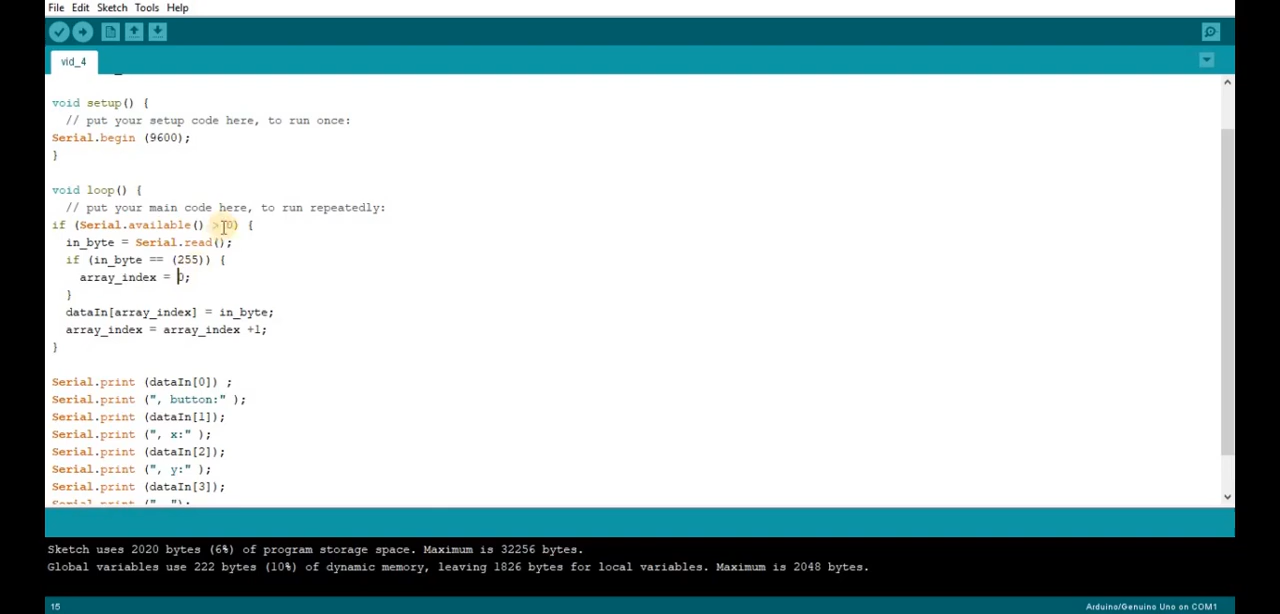 File Edit Sketch Tools Help
vid_4
void setup() {
// put your setup code here, to run once:
Serial.begin (9600);
}
void loop() {
// put your main code here, to run repeatedly:
if (Serial.available() > 0) {
in_byte = Serial.read();
if (in_byte == (255)) {
array_index = 0;
}
dataIn[array_index] = in_byte;
array_index = array_index +1;
}
Serial.print (dataIn[0]) ;
Serial.print (", button:" );
Serial.print (dataIn[1]);
Serial.print (", x:" );
Serial.print (dataIn[2]);
Serial.print (", y:" );
Serial.print (dataIn[3]);
Sketch uses 2020 bytes (6%) of program storage space. Maximum is 32256 bytes.
Global variables use 222 bytes (10%) of dynamic memory, leaving 1826 bytes for local variables. Maximum is 2048 bytes.
15
Arduino/Genuino Uno on COM1